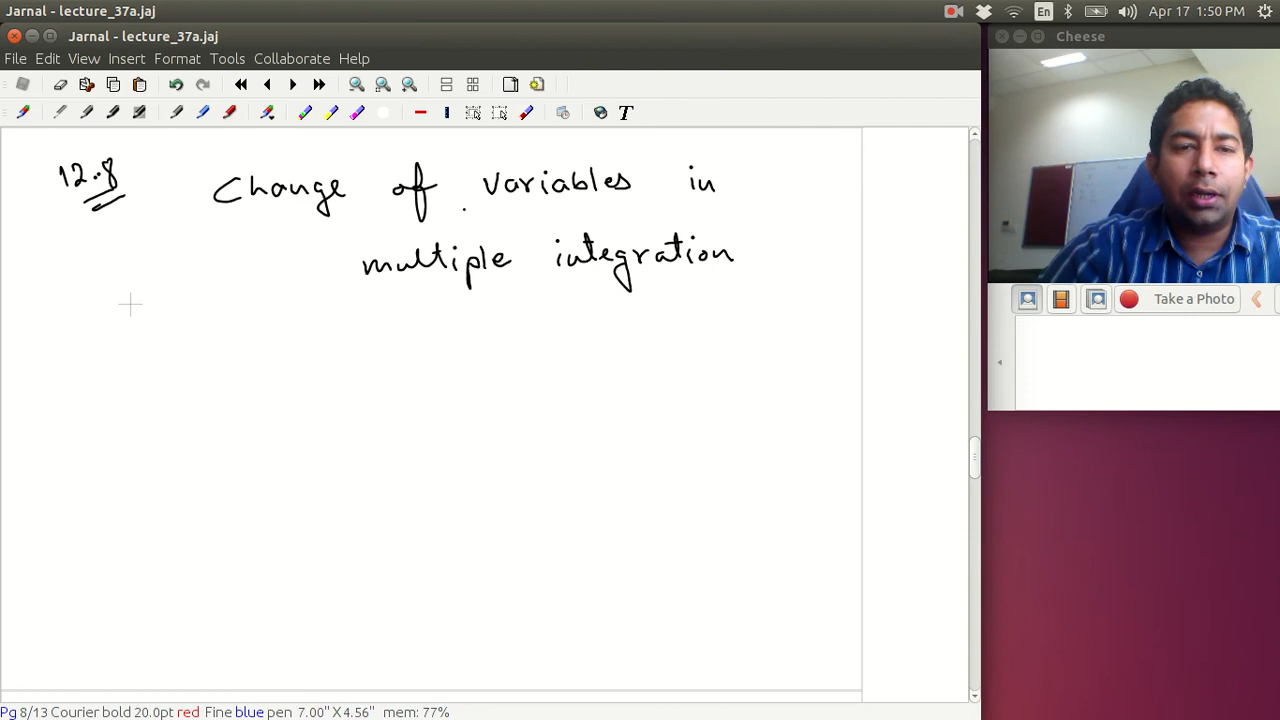 Jarnal - lecture_37a.jaj
En
Apr 17 1:50 PM
Jarnal - lecture_37a.jaj
Cheese
File Edit View Insert Format Tools Collaborate Help
T
12.8 Change of variables in
multiple integration
Take a Photo
Pg 8/13 Courier bold 20.0pt red Fine blue pen 7.00" X 4.56" mem: 77%